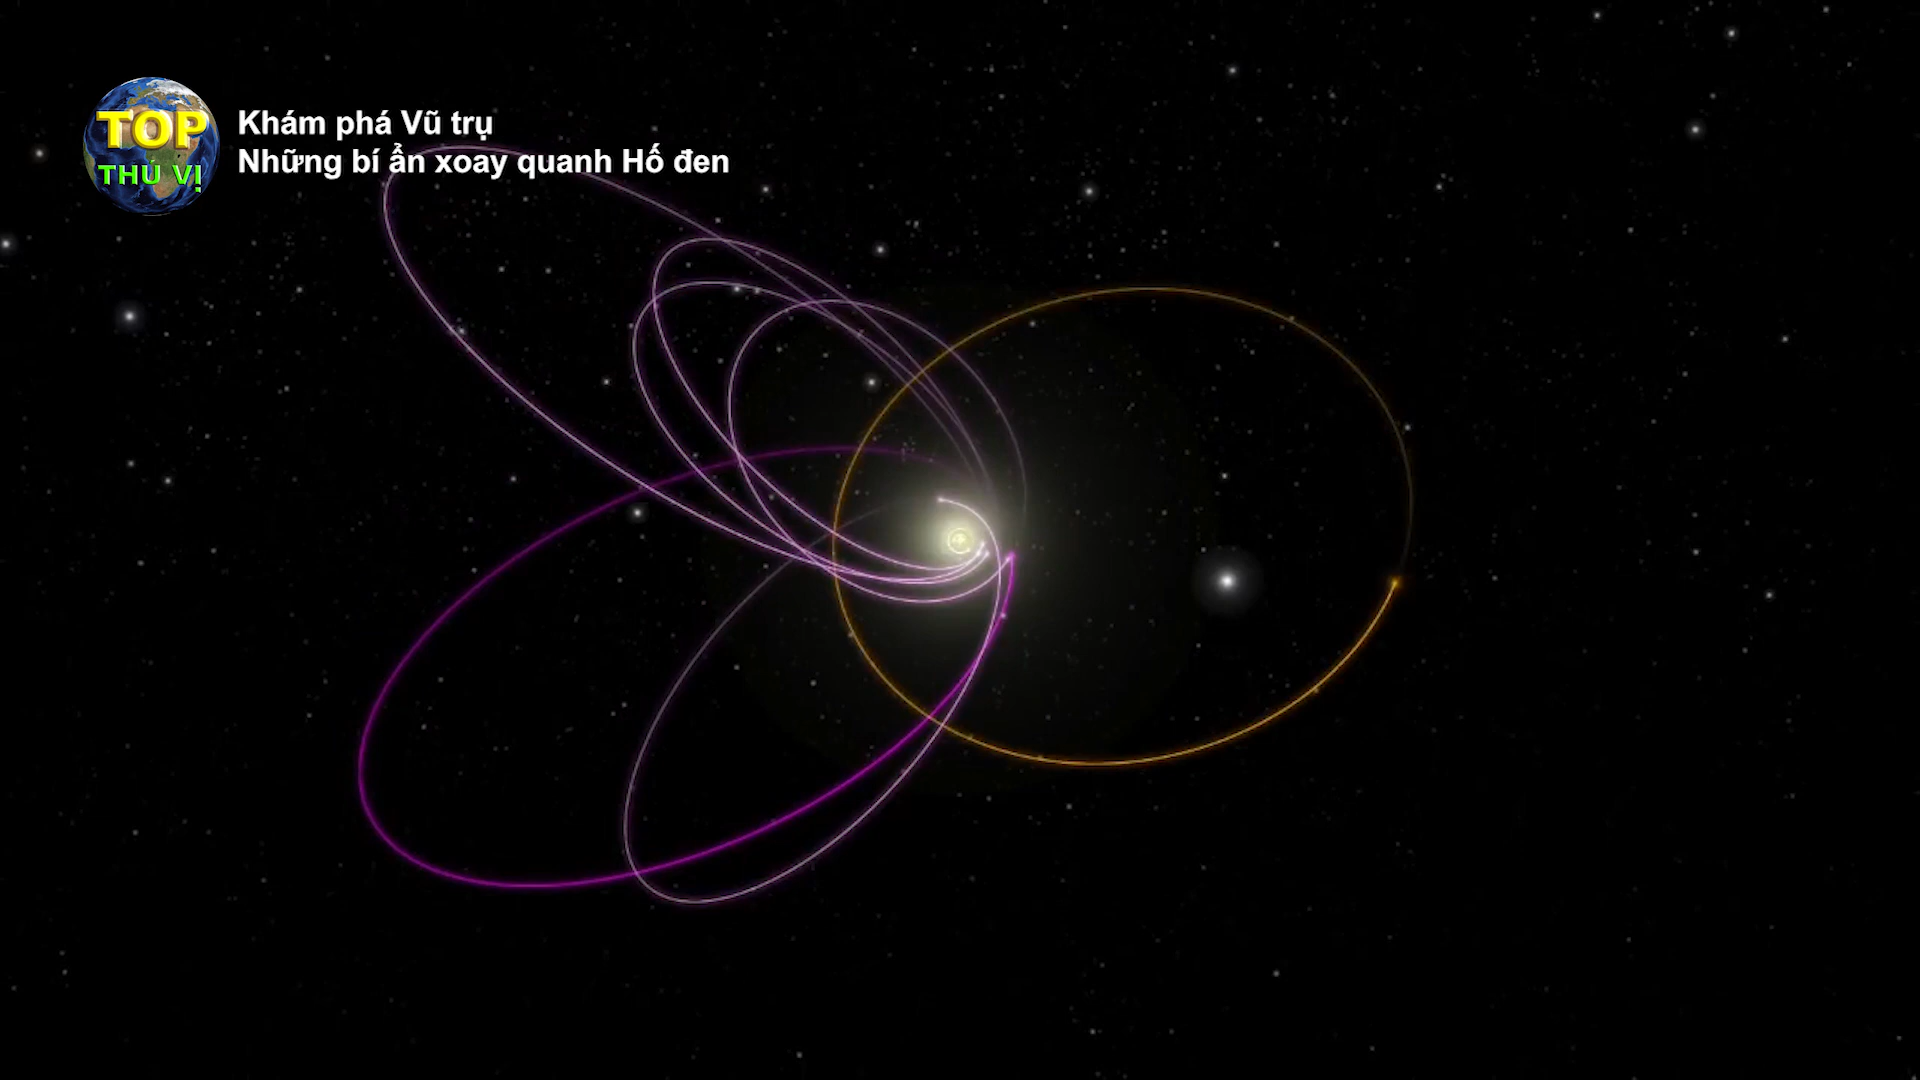 TOP
THÚ VỊ
Khám phá Vũ trụ
Những bí ẩn xoay quanh Hố đen